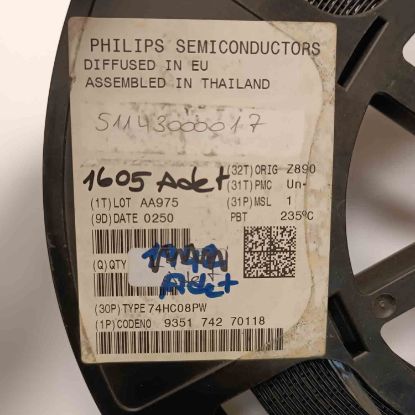 PHILIPS SEMICONDUCTORS
DIFFUSED IN EU
ASSEMBLED IN THAILAND
51143000017
1605 Adet
(32T)ORIG Z890
(31T)PMC Un-
(1T)LOT AA975
(31P)MSL 1
(9D)DATE 0250
PBT 235°C
(Q)QTY
Adet
(30P)TYPE 74HC08PW
(1P)CODENO 9351 742 70118